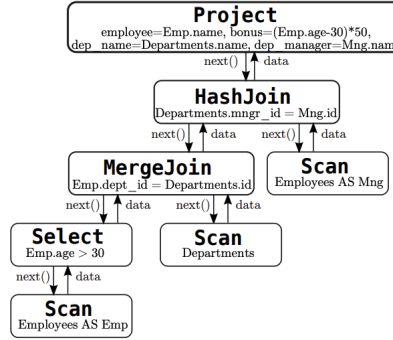 Project
employee=Emp.name, bonus=(Emp.age-30)*50,
dep_name=Departments.name, dep_manager=Mng.nam
next() data
HashJoin
Departments.mngr_id = Mng.id
next() data next() data
MergeJoin
Emp.dept_id = Departments.id
Scan
Employees AS Mng
next() data next() data
Select
Emp.age > 30
Scan
Departments
next() data
Scan
Employees AS Emp